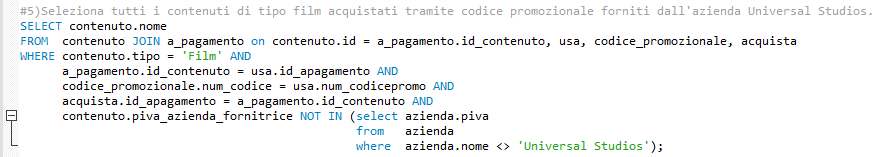 #5)Seleziona tutti i contenuti di tipo film acquistati tramite codice promozionale forniti dall'azienda Universal Studios.
SELECT contenuto.nome
FROM contenuto JOIN a_pagamento on contenuto.id = a_pagamento.id_contenuto, usa, codice_promozionale, acquista
WHERE contenuto.tipo = 'Film' AND
a_pagamento.id_contenuto = usa.id_apagamento AND
codice_promozionale.num_codice = usa.num_codicepromo AND
acquista.id_apagamento = a_pagamento.id_contenuto AND
contenuto.piva_azienda_fornitrice NOT IN (select azienda.piva
from azienda
where azienda.nome <> 'Universal Studios');